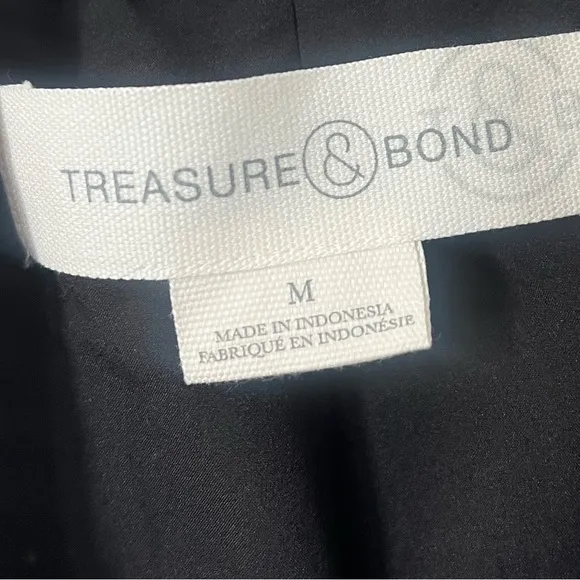 TREASURE & BOND
M
MADE IN INDONESIA
FABRIQUÉ EN INDONÉSIE